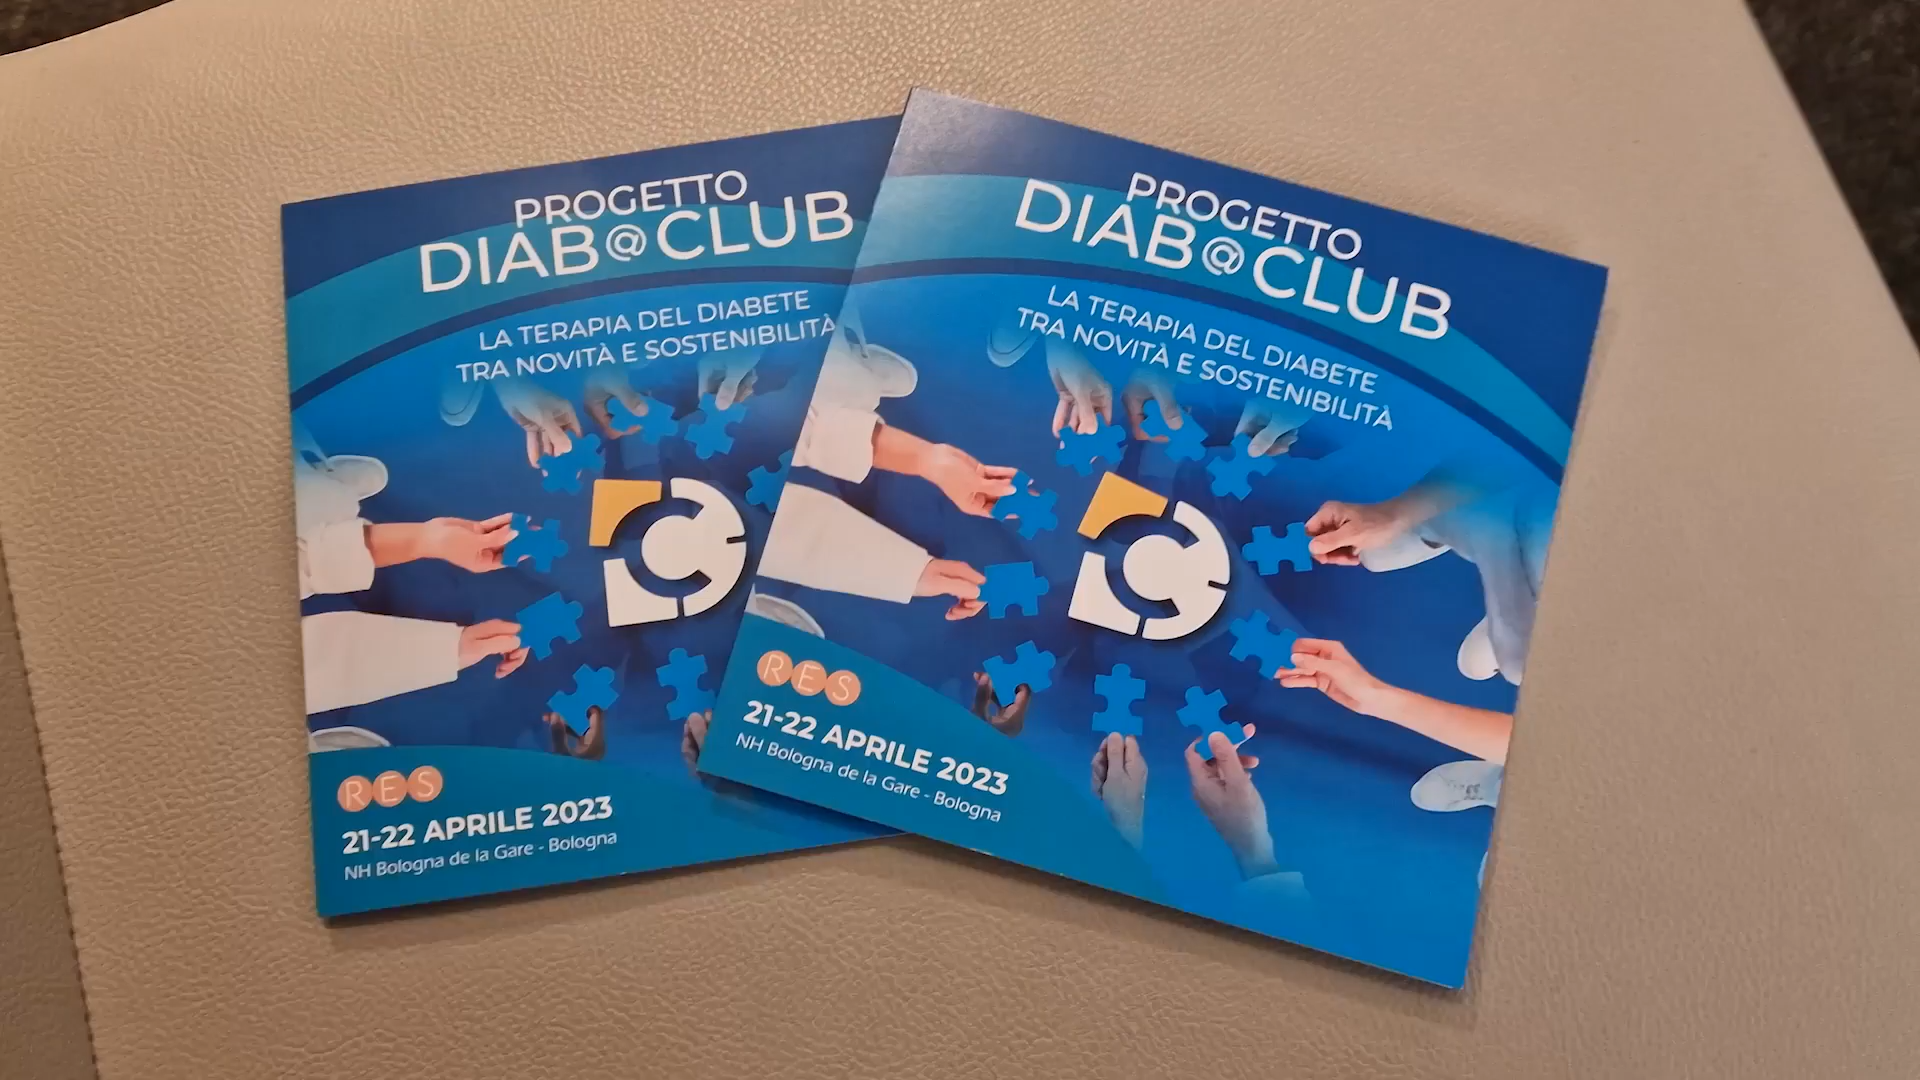 PROGETTO
DIAB@CLUB
LA TERAPIA DEL DIABETE
TRA NOVITÀ E SOSTENIBILITÀ
RES
21-22 APRILE 2023
NH Bologna de la Gare - Bologna
PROGETTO
DIAB@CLUB
LA TERAPIA DEL DIABETE
TRA NOVITÀ E SOSTENIBILITÀ
RES
21-22 APRILE 2023
NH Bologna de la Gare - Bologna